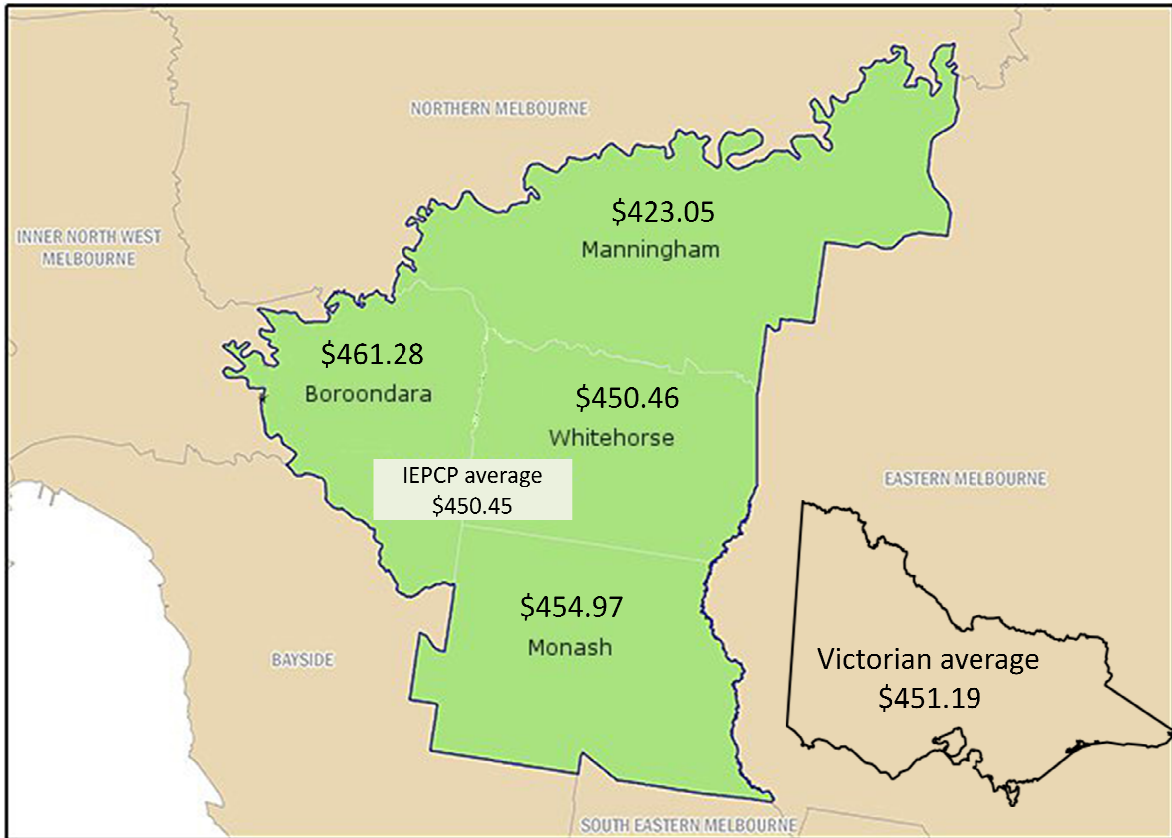 NORTHERN MELBOURNE
$423.05
Manningham
INNER NORTH WEST
MELBOURNE
$461.28
Boroondara
$450.46
Whitehorse
IEPCP average
$450.45
EASTERN MELBOURNE
$454.97
Monash
BAYSIDE
Victorian average
$451.19
SOUTH EASTERN MELBOURNE